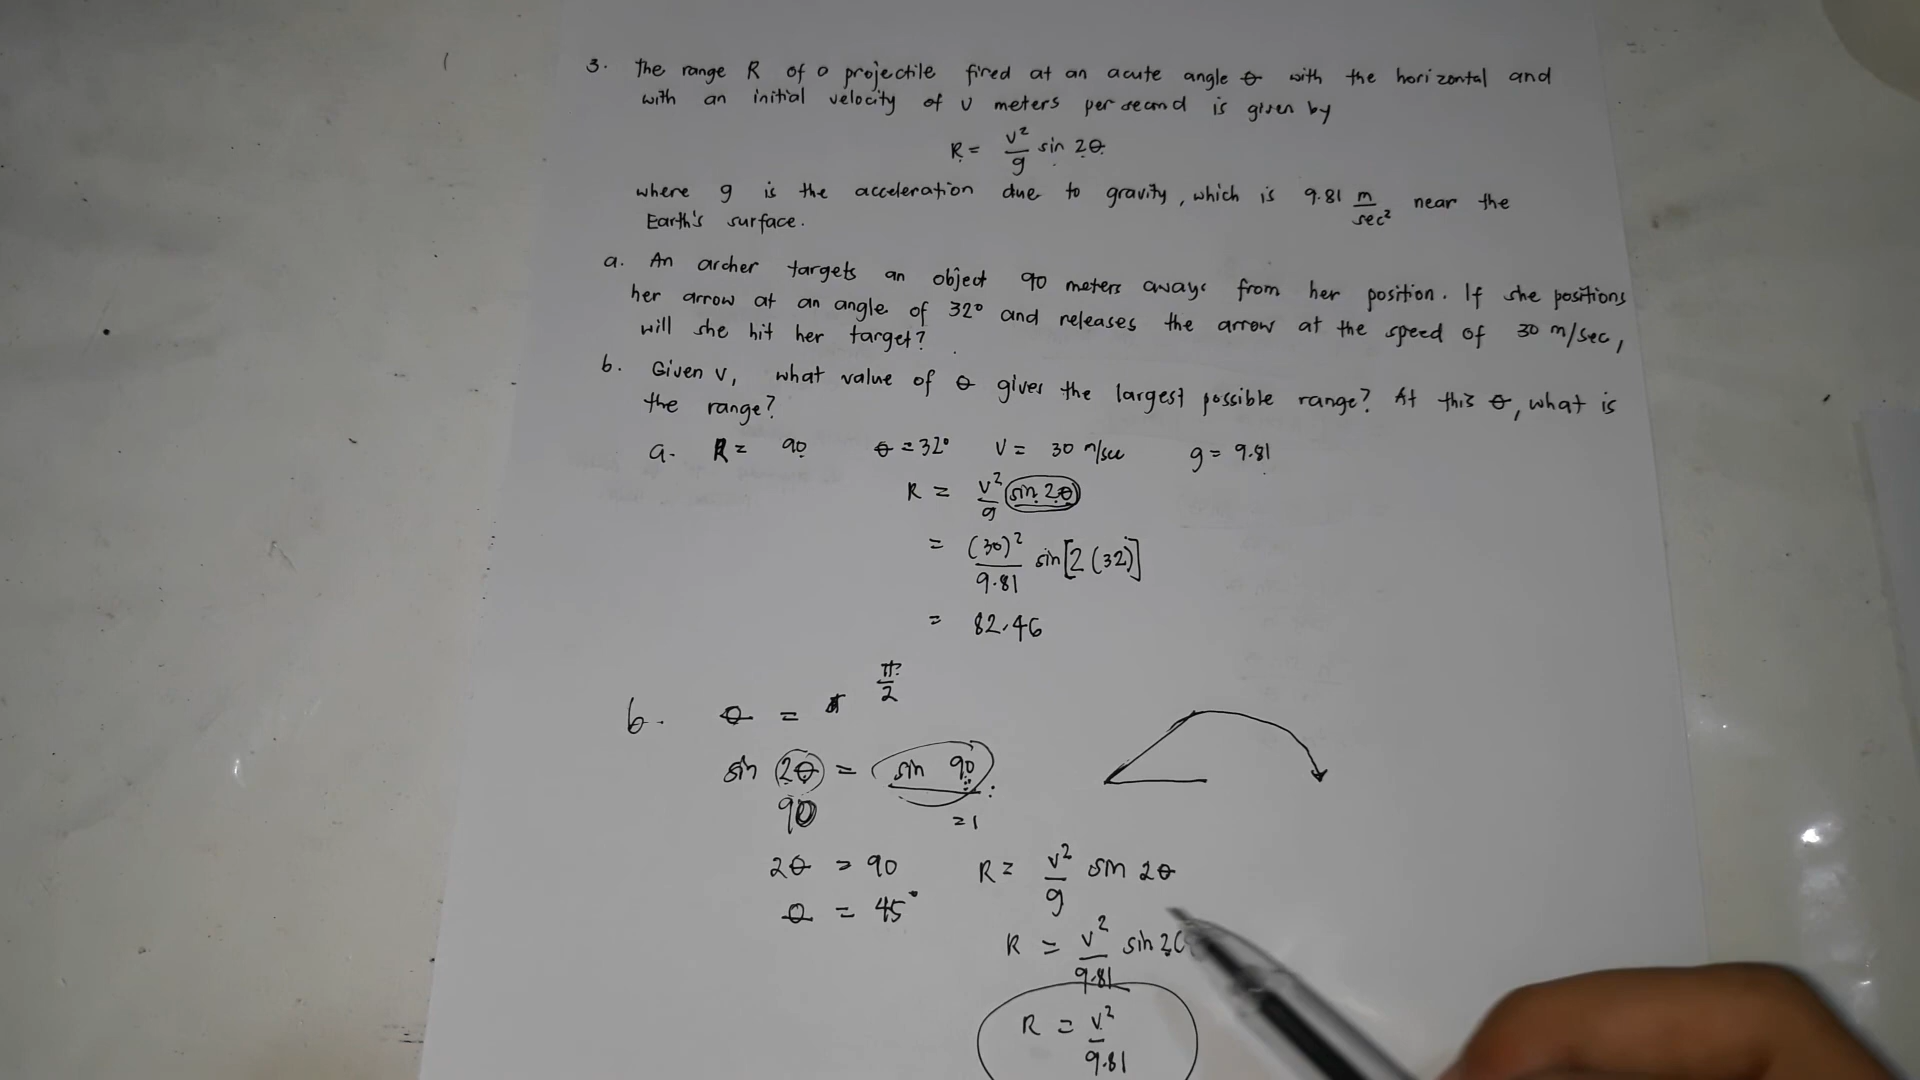 3. The range R of a projectile fired at an acute angle θ with the horizontal and
with an initial velocity of v meters per second is given by
R = v²/g sin 2θ
where g is the acceleration due to gravity, which is 9.81 m/sec² near the
Earth's surface.
a. An archer targets an object 90 meters aways from her position. If she positions
her arrow at an angle of 32° and releases the arrow at the speed of 30 m/sec,
will she hit her target?
b. Given v, what value of θ gives the largest possible range? At this θ, what is
the range?
a. R = 90 θ = 32° v = 30 m/sec g = 9.81
R = v²/g sin 2θ
= (30)²/9.81 sin[2(32)]
= 82.46
b. θ = π/2
sin 2θ = sin 90
90
=1
2θ = 90
θ = 45°
R = v²/g sin 2θ
R = v²/9.81 sin 2(
R = v²/9.81